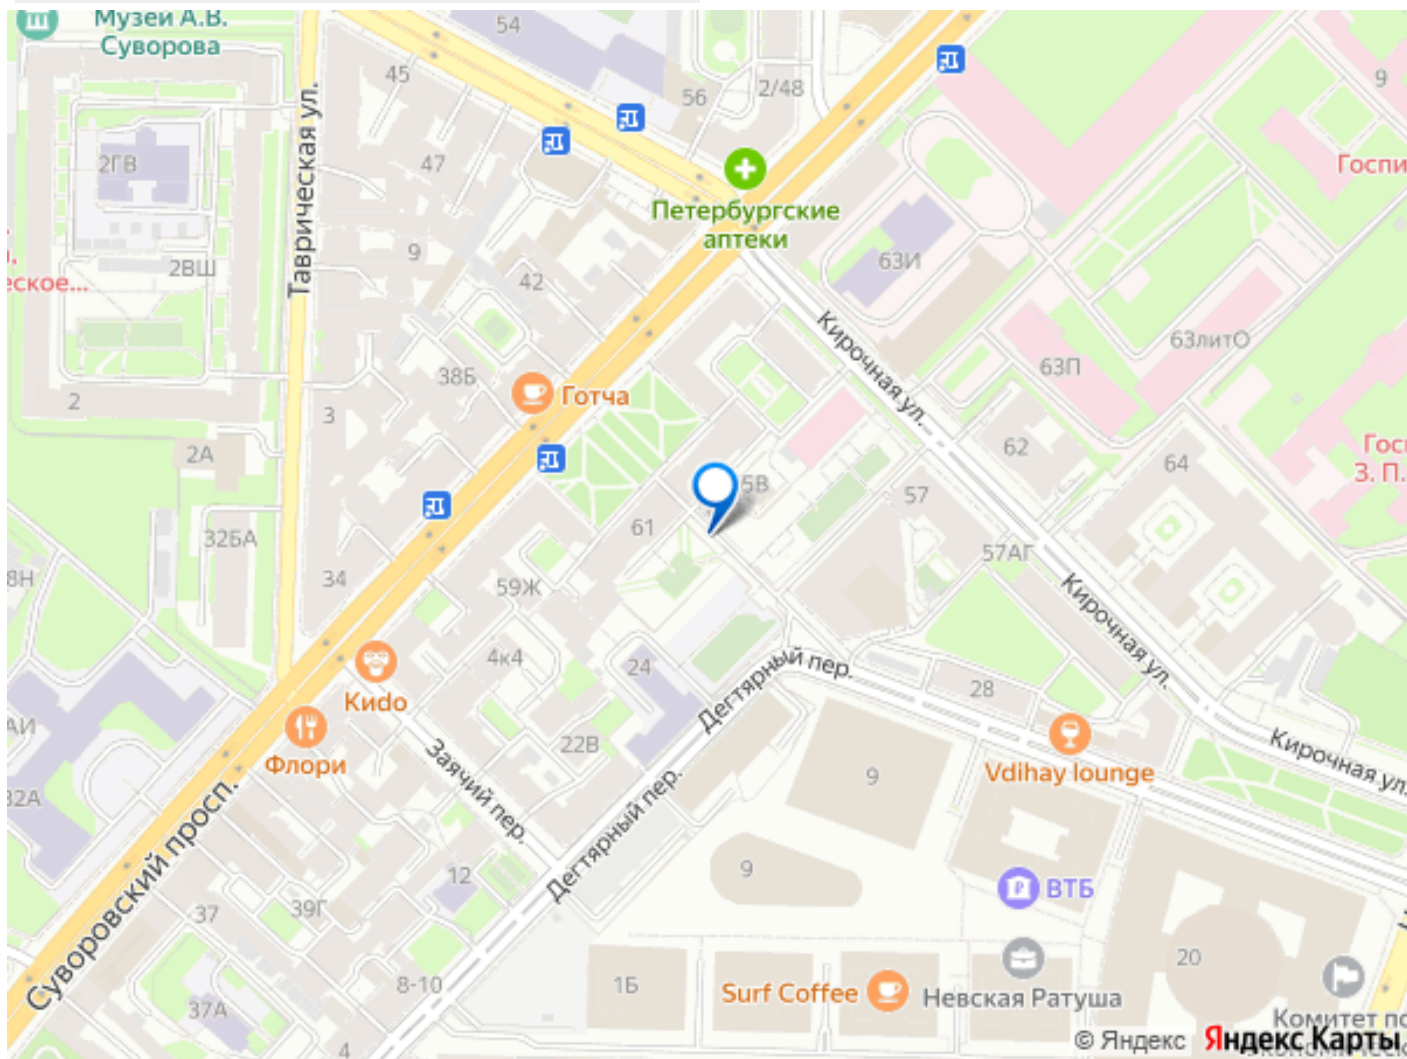 Музей А.В.
Суворова
54
45
56
2/48
9
47
2ГВ
Таврическая ул.
Петербургские
аптеки
Госпи
9
63И
2ВШ
42
еское...
Кирочная ул.
63литО
63П
38Б
Готча
2
3
62
Гос
З. П.
64
2А
5В
57
61
32БА
57АГ
8Н
34
59Ж
Кирочная ул.
4к4
24
Дегтярный пер.
28
Кидо
АИ
22В
Заячий пер.
Флори
Кирочная ул.
Vdihay lounge
9
32А
Суворовский просп.
Дегтярный пер.
9
12
ВТБ
37
39Г
20
8-10
1Б
Surf Coffee
Невская Ратуша
37А
Комитет по
4
© Яндекс Яндекс Карты